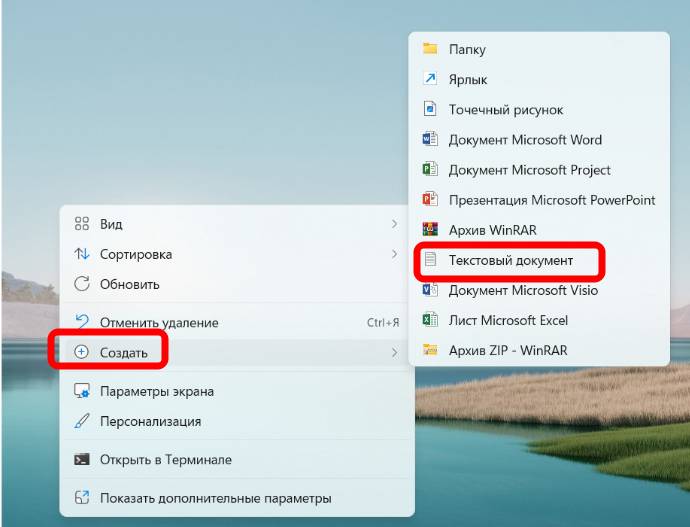 Вид
Сортировка
Обновить
Отменить удаление Ctrl+Я
Создать
Параметры экрана
Персонализация
Открыть в Терминале
Показать дополнительные параметры
Папку
Ярлык
Точечный рисунок
Документ Microsoft Word
Документ Microsoft Project
Презентация Microsoft PowerPoint
Архив WinRAR
Текстовый документ
Документ Microsoft Visio
Лист Microsoft Excel
Архив ZIP - WinRAR